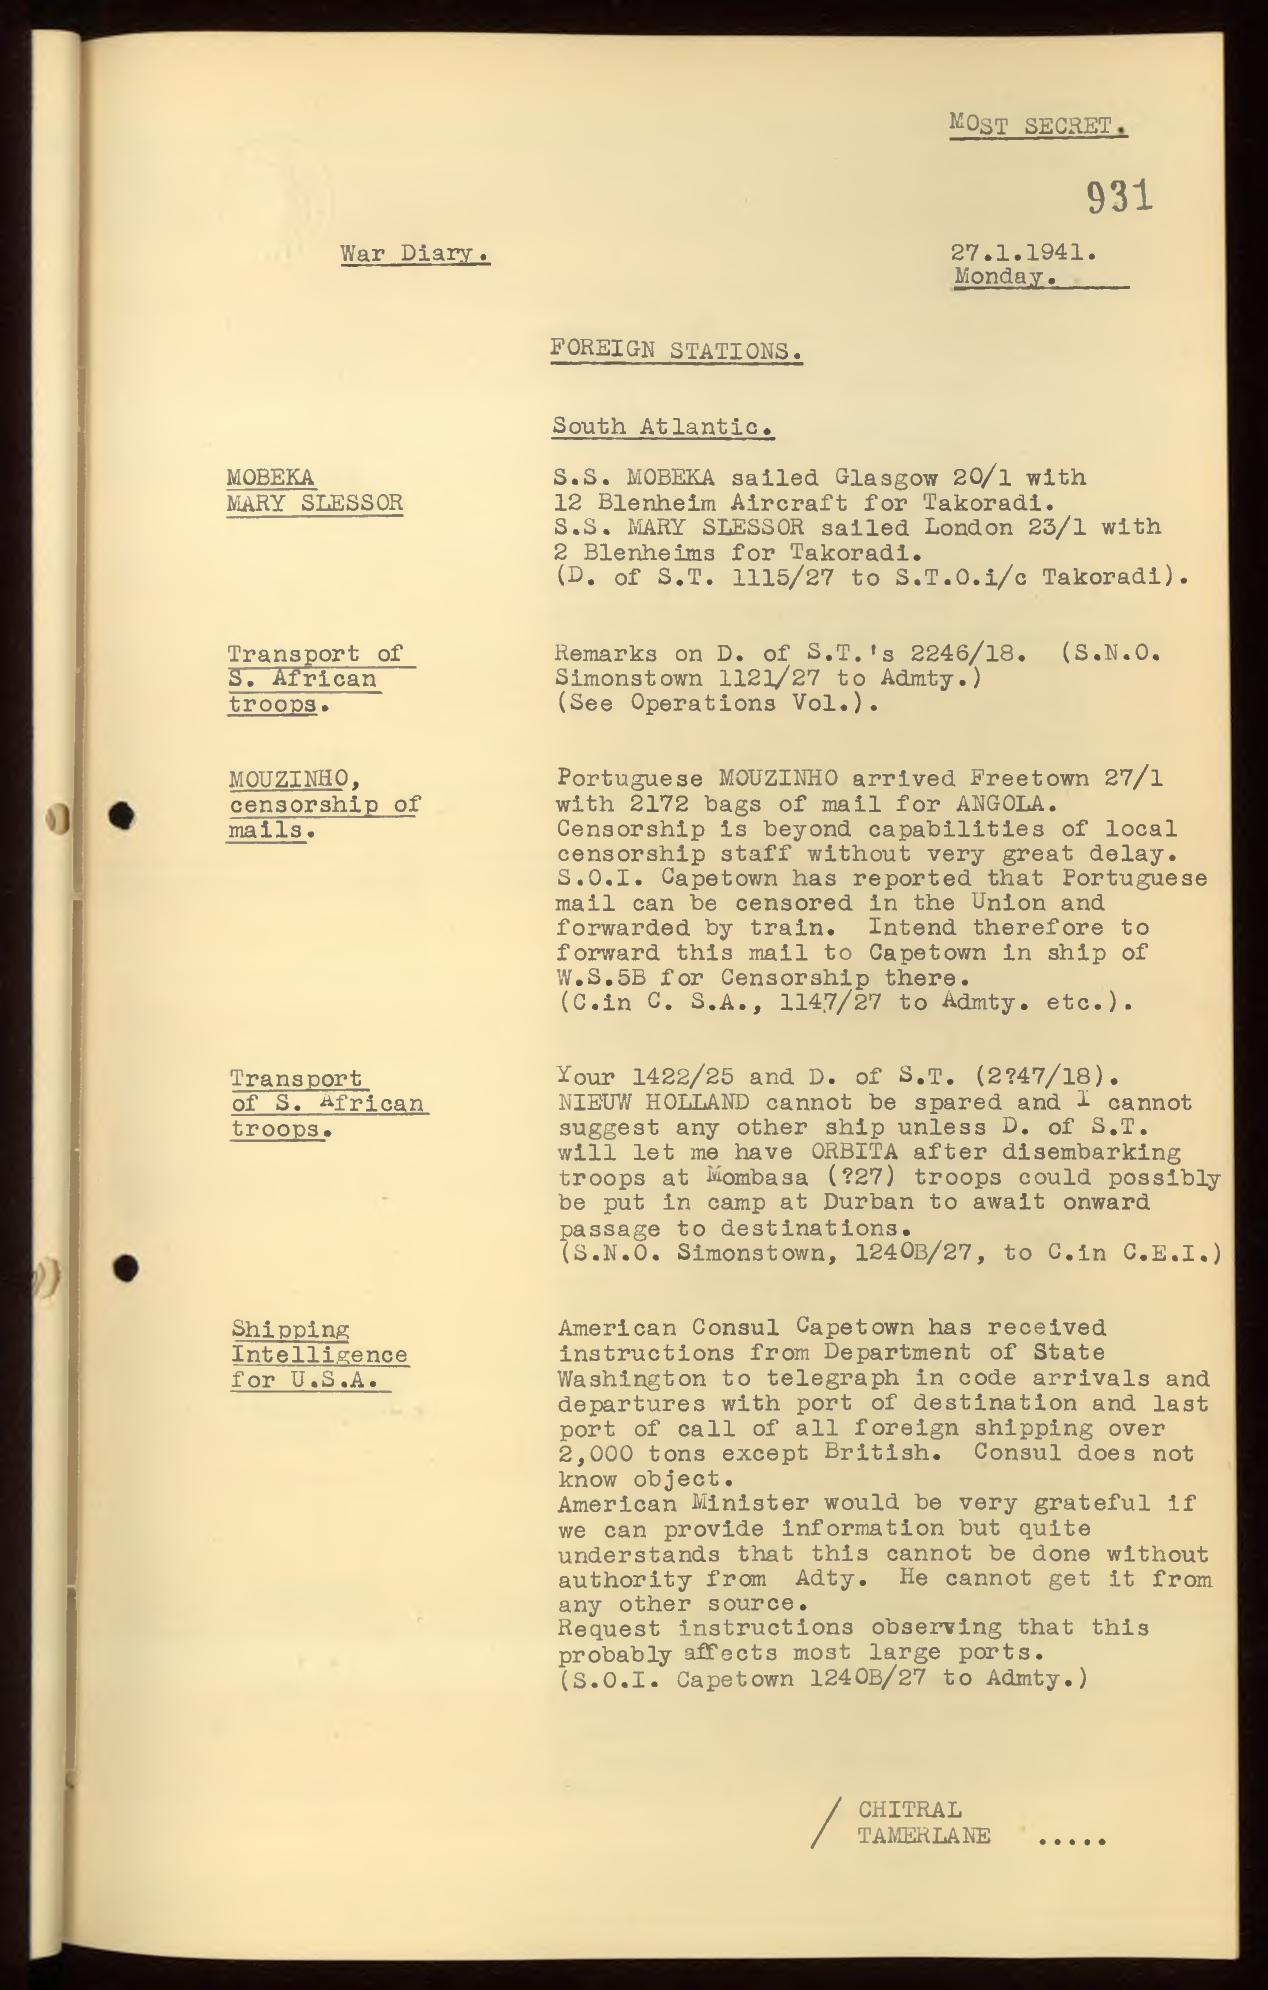 MOST SECRET.
931
War Diary.
27.1.1941.
Monday.
FOREIGN STATIONS.
South Atlantic.
MOBEKA
MARY SLESSOR
S.S. MOBEKA sailed Glasgow 20/1 with
12 Blenheim Aircraft for Takoradi.
S.S. MARY SLESSOR sailed London 23/1 with
2 Blenheims for Takoradi.
(D. of S.T. 1115/27 to S.T.O.i/c Takoradi).
Transport of
S. African
troops.
Remarks on D. of S.T.'s 2246/18. (S.N.O.
Simonstown 1121/27 to Admty.)
(See Operations Vol.).
MOUZINHO,
censorship of
mails.
Portuguese MOUZINHO arrived Freetown 27/1
with 2172 bags of mail for ANGOLA.
Censorship is beyond capabilities of local
censorship staff without very great delay.
S.O.I. Capetown has reported that Portuguese
mail can be censored in the Union and
forwarded by train. Intend therefore to
forward this mail to Capetown in ship of
W.S.5B for Censorship there.
(C.in C. S.A., 1147/27 to Admty. etc.).
Transport
of S. African
troops.
Your 1422/25 and D. of S.T. (2?47/18).
NIEUW HOLLAND cannot be spared and I cannot
suggest any other ship unless D. of S.T.
will let me have ORBITA after disembarking
troops at Mombasa (?27) troops could possibly
be put in camp at Durban to await onward
passage to destinations.
(S.N.O. Simonstown, 1240B/27, to C.in C.E.I.)
Shipping
Intelligence
for U.S.A.
American Consul Capetown has received
instructions from Department of State
Washington to telegraph in code arrivals and
departures with port of destination and last
port of call of all foreign shipping over
2,000 tons except British. Consul does not
know object.
American Minister would be very grateful if
we can provide information but quite
understands that this cannot be done without
authority from Adty. He cannot get it from
any other source.
Request instructions observing that this
probably affects most large ports.
(S.O.I. Capetown 1240B/27 to Admty.)
/ CHITRAL
TAMERLANE .....